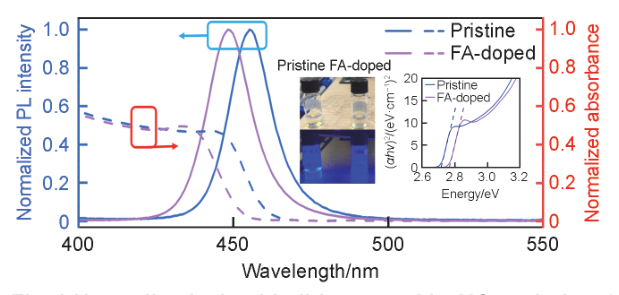 Normalized PL intensity
1.0
0.8
0.6
0.4
0.2
0
Pristine
FA-doped
Pristine FA-doped
(αhν)²/(eV·cm⁻¹)²
20
15
10
5
0
Pristine
FA-doped
2.6 2.8 3.0 3.2
Energy/eV
1.0
0.8
0.6
0.4
0.2
0
Normalized absorbance
400 450 500 550
Wavelength/nm